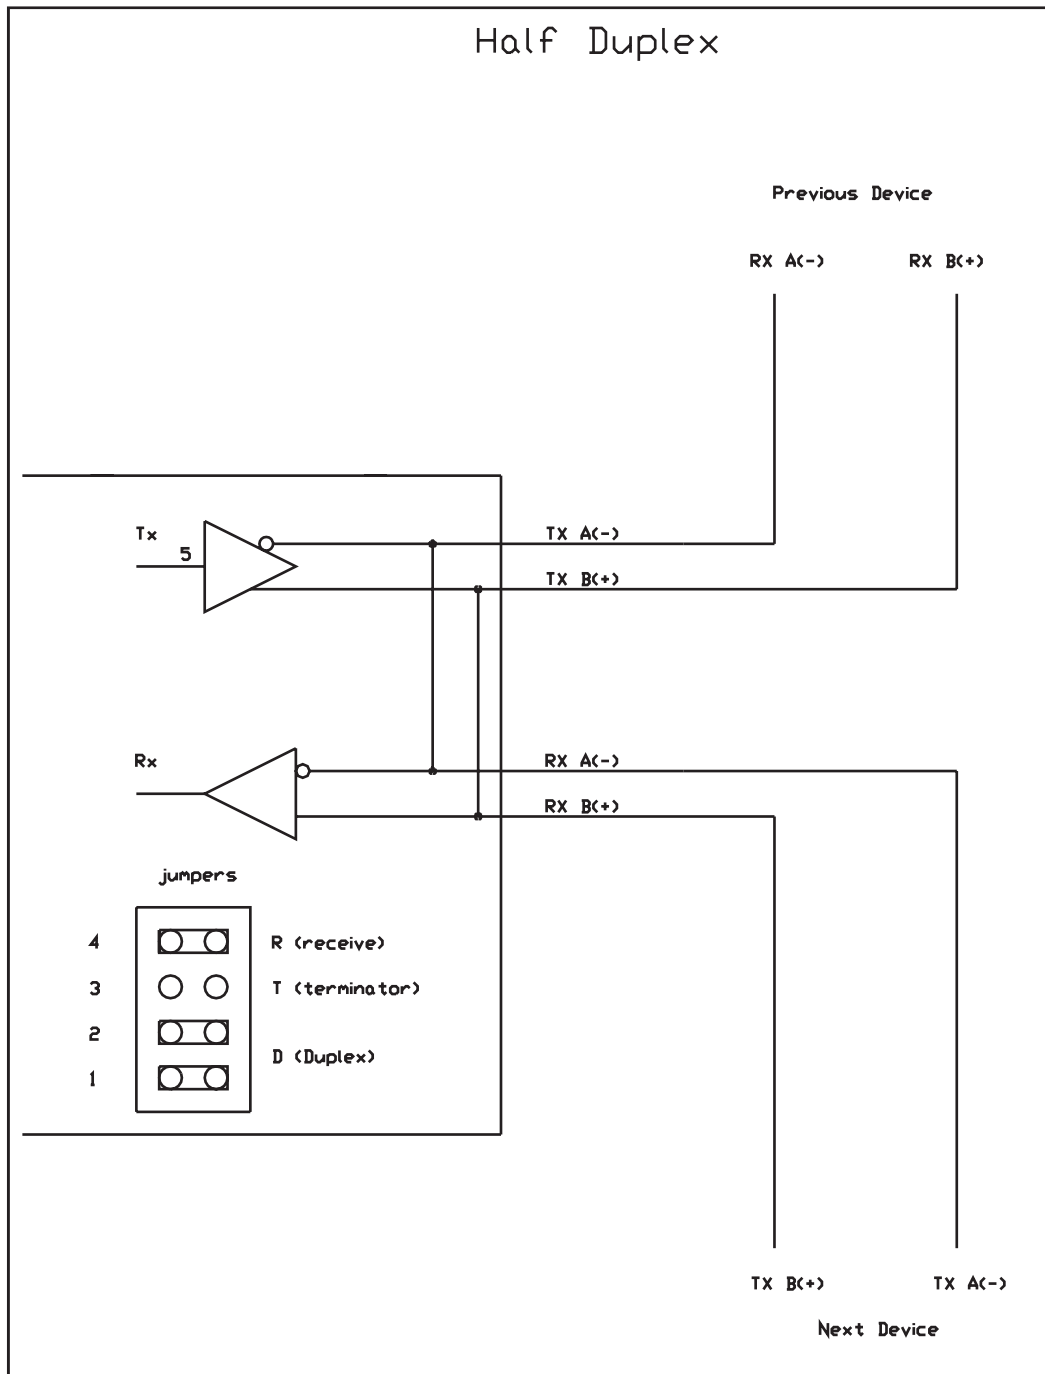 Half Duplex
Previous Device
RX A(-) RX B(+)
Tx
5
TX A(-)
TX B(+)
Rx
RX A(-)
RX B(+)
jumpers
4 R (receive)
3 T (terminator)
2
D (Duplex)
1
TX B(+) TX A(-)
Next Device